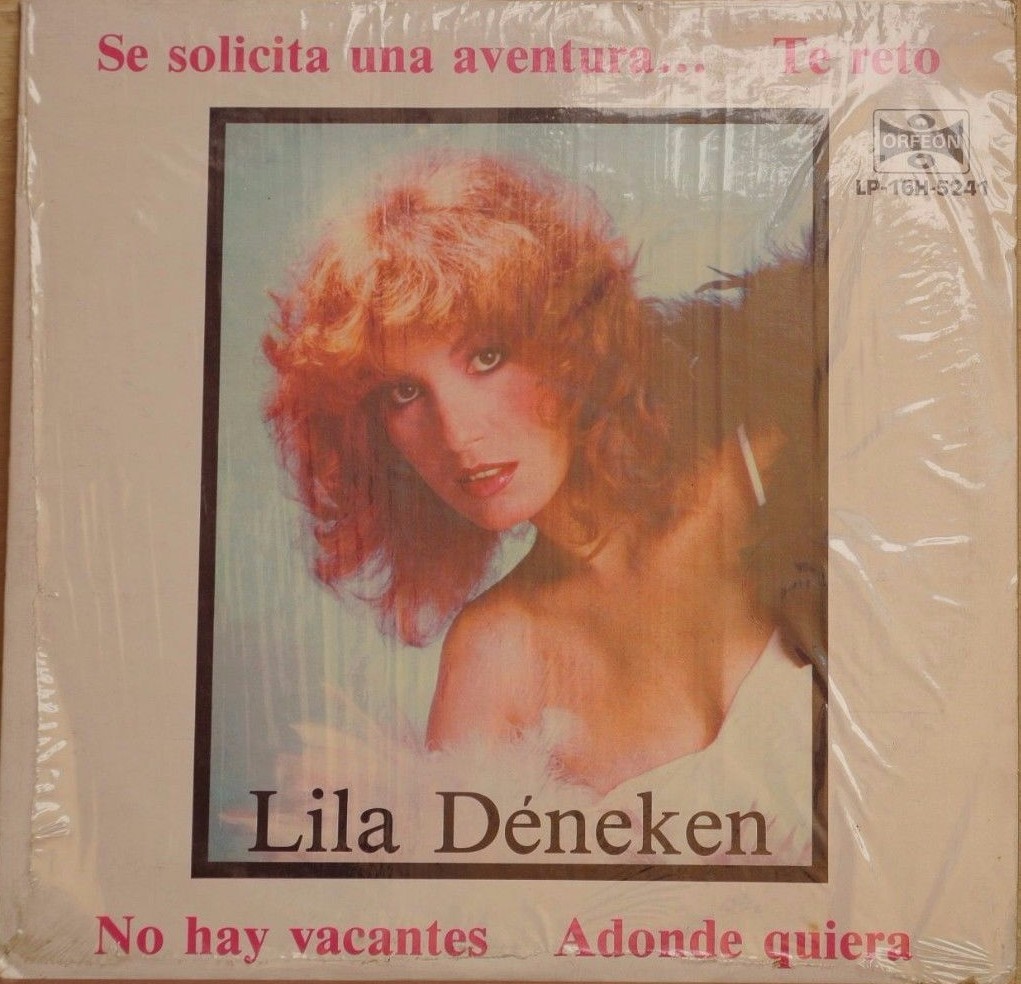 Se solicita una aventura... Te reto
ORFEON
LP-16H-5241
Lila Déneken
No hay vacantes Adonde quiera